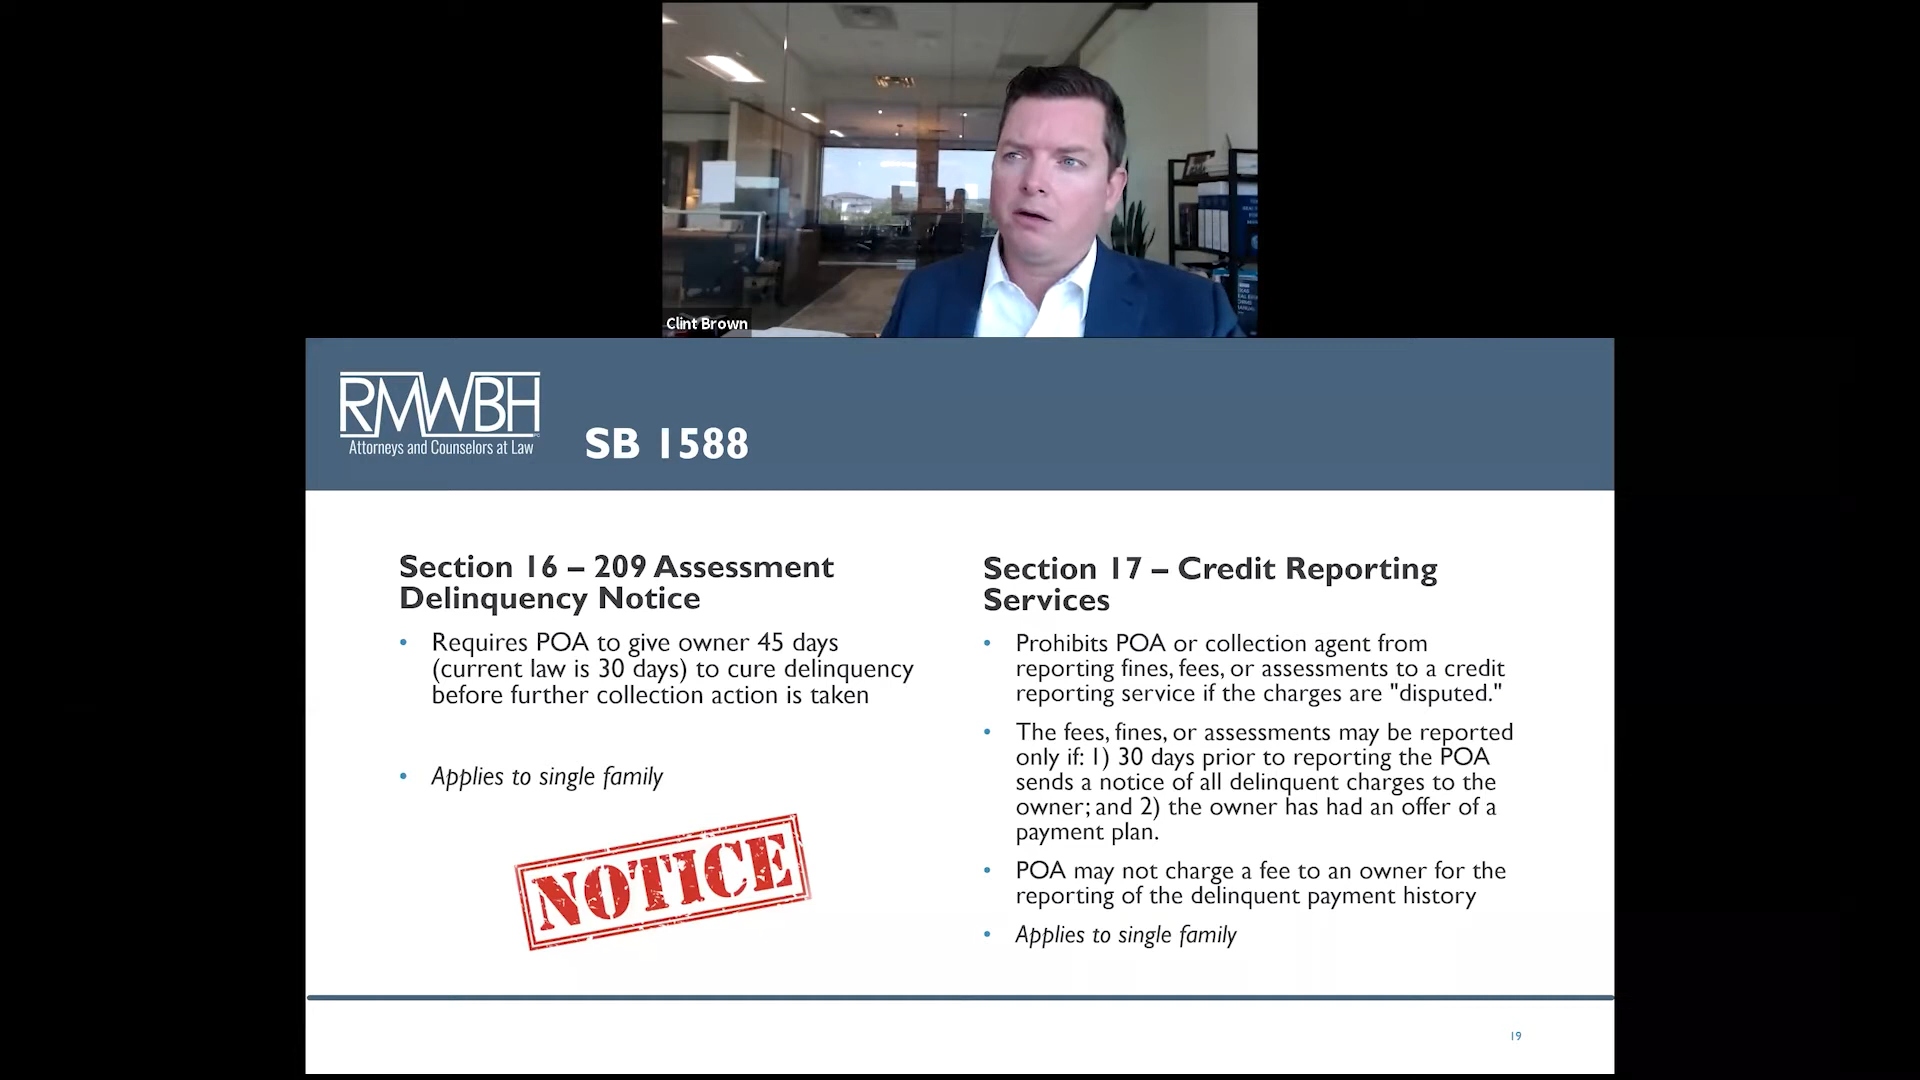 Clint Brown
RMWBH
Attorneys and Counselors at Law
SB 1588
Section 16 – 209 Assessment
Delinquency Notice
• Requires POA to give owner 45 days
(current law is 30 days) to cure delinquency
before further collection action is taken
• Applies to single family
NOTICE
Section 17 – Credit Reporting
Services
• Prohibits POA or collection agent from
reporting fines, fees, or assessments to a credit
reporting service if the charges are "disputed."
• The fees, fines, or assessments may be reported
only if: 1) 30 days prior to reporting the POA
sends a notice of all delinquent charges to the
owner; and 2) the owner has had an offer of a
payment plan.
• POA may not charge a fee to an owner for the
reporting of the delinquent payment history
• Applies to single family
19